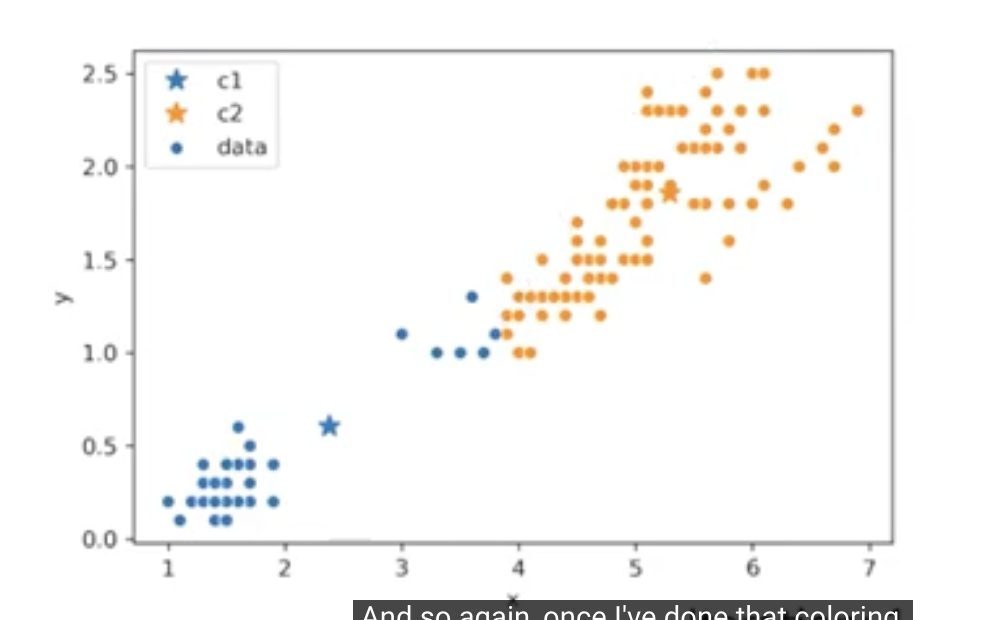 c1
c2
data
2.5
2.0
1.5
1.0
0.5
0.0
y
1 2 3 4 5 6 7
x
And so again, once I've done that coloring